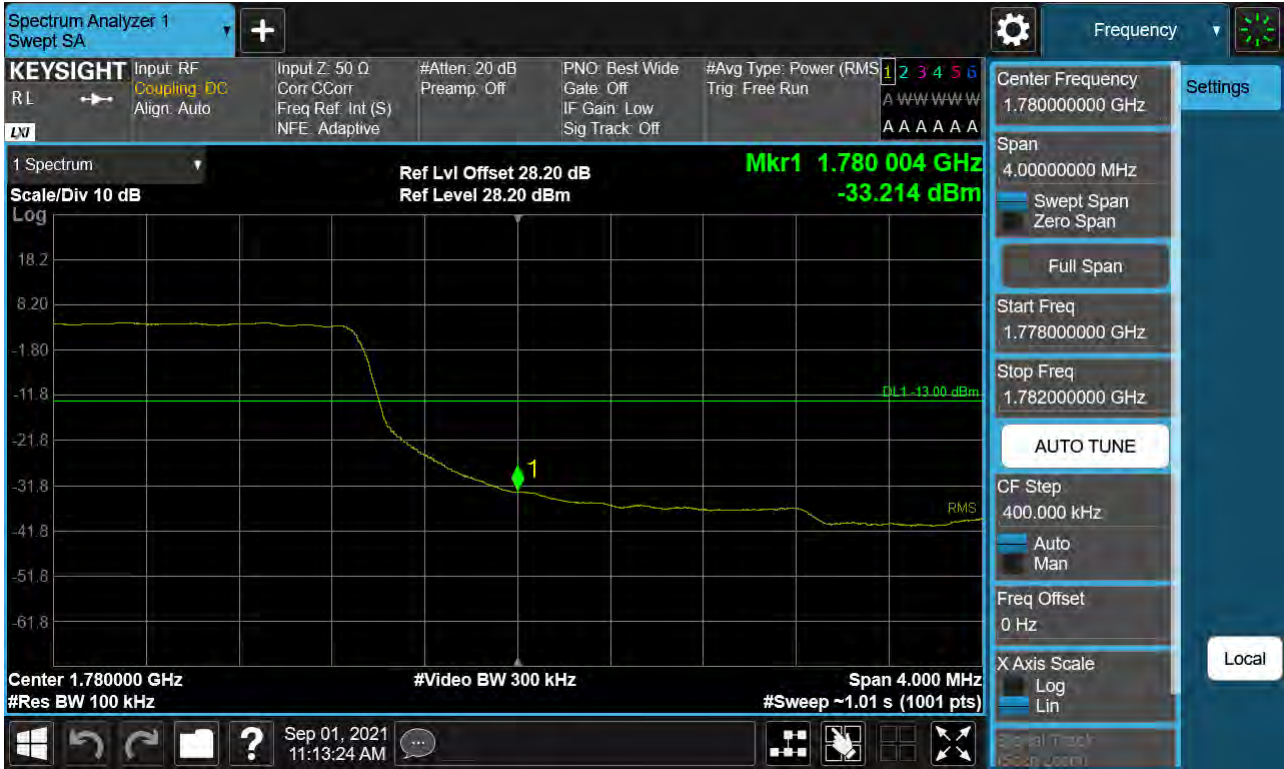 Spectrum Analyzer 1
Swept SA
+
Frequency
KEYSIGHT
RL
LXI
Input: RF
Coupling: DC
Align: Auto
Input Z: 50 Ω
Corr CCorr
Freq Ref: Int (S)
NFE: Adaptive
#Atten: 20 dB
Preamp: Off
PNO: Best Wide
Gate: Off
IF Gain: Low
Sig Track: Off
#Avg Type: Power (RMS
Trig: Free Run
1 2 3 4 5 6
A W W W W W
A A A A A A
1 Spectrum
Scale/Div 10 dB
Log
Ref Lvl Offset 28.20 dB
Ref Level 28.20 dBm
Mkr1 1.780 004 GHz
-33.214 dBm
18.2
8.20
-1.80
-11.8
-21.8
-31.8
-41.8
-51.8
-61.8
DL1 -13.00 dBm
1
RMS
Center 1.780000 GHz
#Res BW 100 kHz
#Video BW 300 kHz
Span 4.000 MHz
#Sweep ~1.01 s (1001 pts)
Center Frequency
1.780000000 GHz
Span
4.00000000 MHz
Swept Span
Zero Span
Full Span
Start Freq
1.778000000 GHz
Stop Freq
1.782000000 GHz
AUTO TUNE
CF Step
400.000 kHz
Auto
Man
Freq Offset
0 Hz
X Axis Scale
Log
Lin
Signal Track
(Span Zoom)
Settings
Local
?
Sep 01, 2021
11:13:24 AM